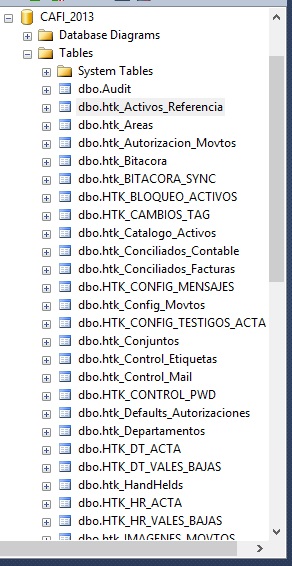 CAFI_2013
Database Diagrams
Tables
System Tables
dbo.Audit
dbo.htk_Activos_Referencia
dbo.htk_Areas
dbo.htk_Autorizacion_Movtos
dbo.htk_Bitacora
dbo.htk_BITACORA_SYNC
dbo.HTK_BLOQUEO_ACTIVOS
dbo.HTK_CAMBIOS_TAG
dbo.htk_Catalogo_Activos
dbo.htk_Conciliados_Contable
dbo.htk_Conciliados_Facturas
dbo.HTK_CONFIG_MENSAJES
dbo.htk_Config_Movtos
dbo.HTK_CONFIG_TESTIGOS_ACTA
dbo.htk_Conjuntos
dbo.htk_Control_Etiquetas
dbo.htk_Control_Mail
dbo.HTK_CONTROL_PWD
dbo.htk_Defaults_Autorizaciones
dbo.htk_Departamentos
dbo.HTK_DT_ACTA
dbo.HTK_DT_VALES_BAJAS
dbo.htk_HandHelds
dbo.HTK_HR_ACTA
dbo.HTK_HR_VALES_BAJAS
dbo.htk_IMAGENES_MOVTOS